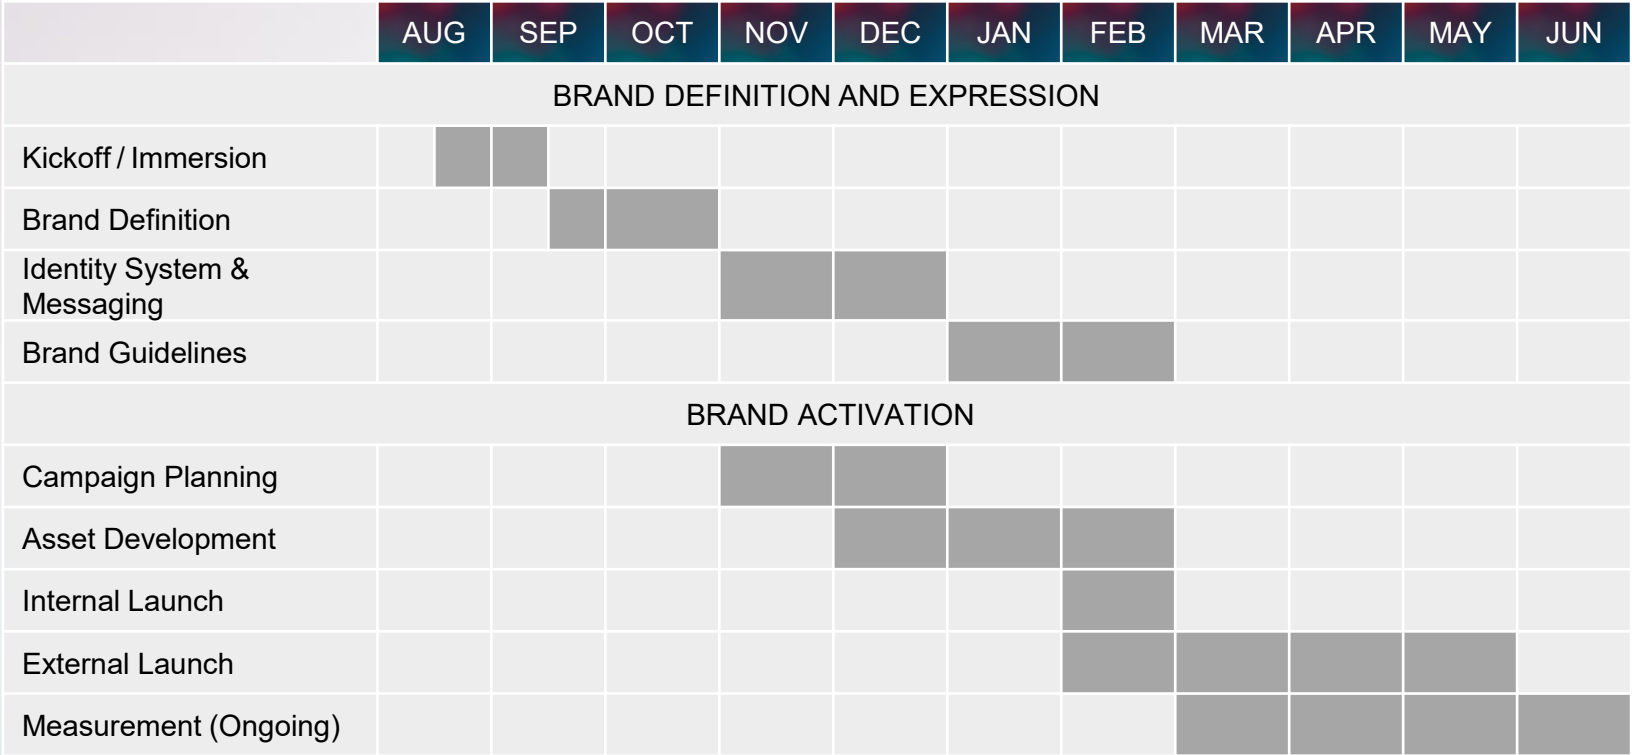 AUG SEP OCT NOV DEC JAN FEB MAR APR MAY JUN
BRAND DEFINITION AND EXPRESSION
Kickoff / Immersion
Brand Definition
Identity System &
Messaging
Brand Guidelines
BRAND ACTIVATION
Campaign Planning
Asset Development
Internal Launch
External Launch
Measurement (Ongoing)